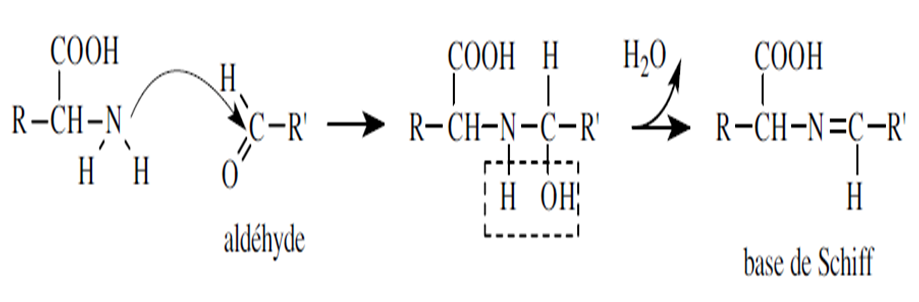 COOH
R-CH-N
H H
H
C-R'
O
aldéhyde
COOH H
R-CH-N-C-R'
H OH
H₂O
COOH
R-CH-N=C-R'
H
base de Schiff